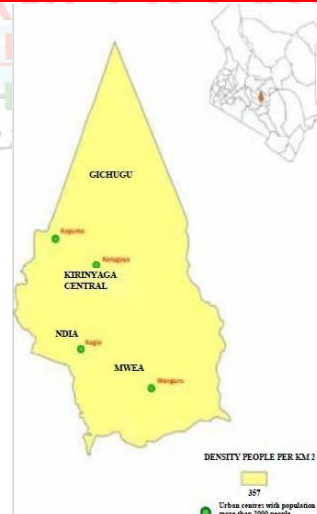 GICHUGU
Kagumo
Kerugoya
KIRINYAGA
CENTRAL
NDIA
Kagio
MWEA
Wanguru
DENSITY PEOPLE PER KM 2
357
Urban centres with population
more than 2000 people